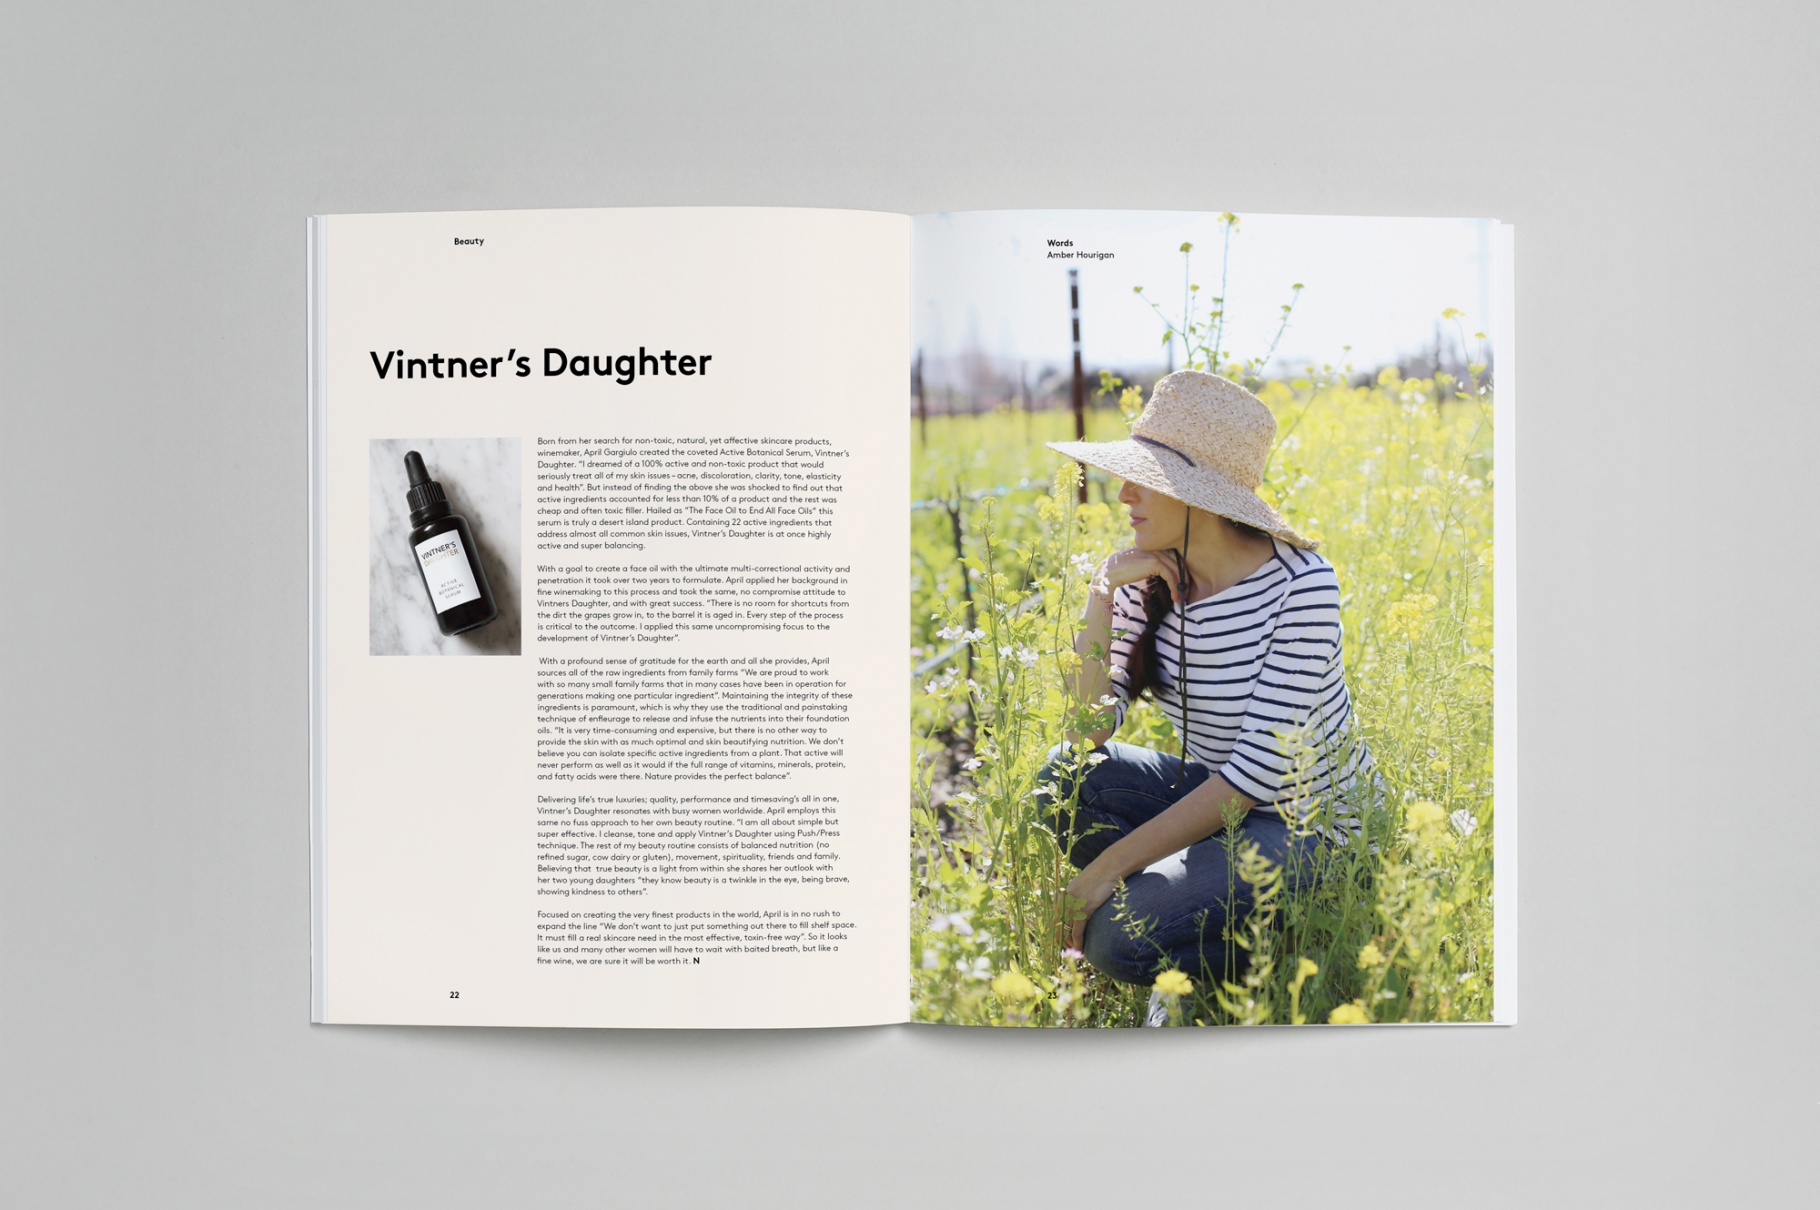 Beauty
Vintner’s Daughter
VINTNER'S
DAUGHTER
ACTIVE
BOTANICAL
SERUM
Born from her search for non-toxic, natural, yet affective skincare products,
winemaker, April Gargiulo created the coveted Active Botanical Serum, Vintner’s
Daughter. “I dreamed of a 100% active and non-toxic product that would
seriously treat all of my skin issues – acne, discoloration, clarity, tone, elasticity
and health”. But instead of finding the above she was shocked to find out that
active ingredients accounted for less than 10% of a product and the rest was
cheap and often toxic filler. Hailed as “The Face Oil to End All Face Oils” this
serum is truly a desert island product. Containing 22 active ingredients that
address almost all common skin issues, Vintner’s Daughter is at once highly
active and super balancing.
With a goal to create a face oil with the ultimate multi-correctional activity and
penetration it took over two years to formulate. April applied her background in
fine winemaking to this process and took the same, no compromise attitude to
Vintners Daughter, and with great success. “There is no room for shortcuts from
the dirt the grapes grow in, to the barrel it is aged in. Every step of the process
is critical to the outcome. I applied this same uncompromising focus to the
development of Vintner’s Daughter”.
With a profound sense of gratitude for the earth and all she provides, April
sources all of the raw ingredients from family farms “We are proud to work
with so many small family farms that in many cases have been in operation for
generations making one particular ingredient”. Maintaining the integrity of these
ingredients is paramount, which is why they use the traditional and painstaking
technique of enfleurage to release and infuse the nutrients into their foundation
oils. “It is very time-consuming and expensive, but there is no other way to
provide the skin with as much optimal and skin beautifying nutrition. We don’t
believe you can isolate specific active ingredients from a plant. That active will
never perform as well as it would if the full range of vitamins, minerals, protein,
and fatty acids were there. Nature provides the perfect balance”.
Delivering life’s true luxuries; quality, performance and timesaving’s all in one,
Vintner’s Daughter resonates with busy women worldwide. April employs this
same no fuss approach to her own beauty routine. “I am all about simple but
super effective. I cleanse, tone and apply Vintner’s Daughter using Push/Press
technique. The rest of my beauty routine consists of balanced nutrition (no
refined sugar, cow dairy or gluten), movement, spirituality, friends and family.
Believing that true beauty is a light from within she shares her outlook with
her two young daughters “they know beauty is a twinkle in the eye, being brave,
showing kindness to others”.
Focused on creating the very finest products in the world, April is in no rush to
expand the line “We don’t want to just put something out there to fill shelf space.
It must fill a real skincare need in the most effective, toxin-free way”. So it looks
like us and many other women will have to wait with baited breath, but like a
fine wine, we are sure it will be worth it. N
22
Words
Amber Hourigan
23